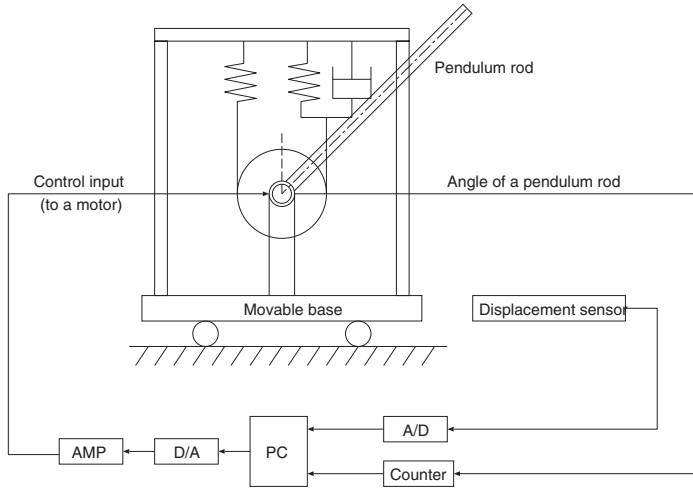 Pendulum rod
Control input
(to a motor)
Angle of a pendulum rod
Movable base
Displacement sensor
A/D
AMP
D/A
PC
Counter